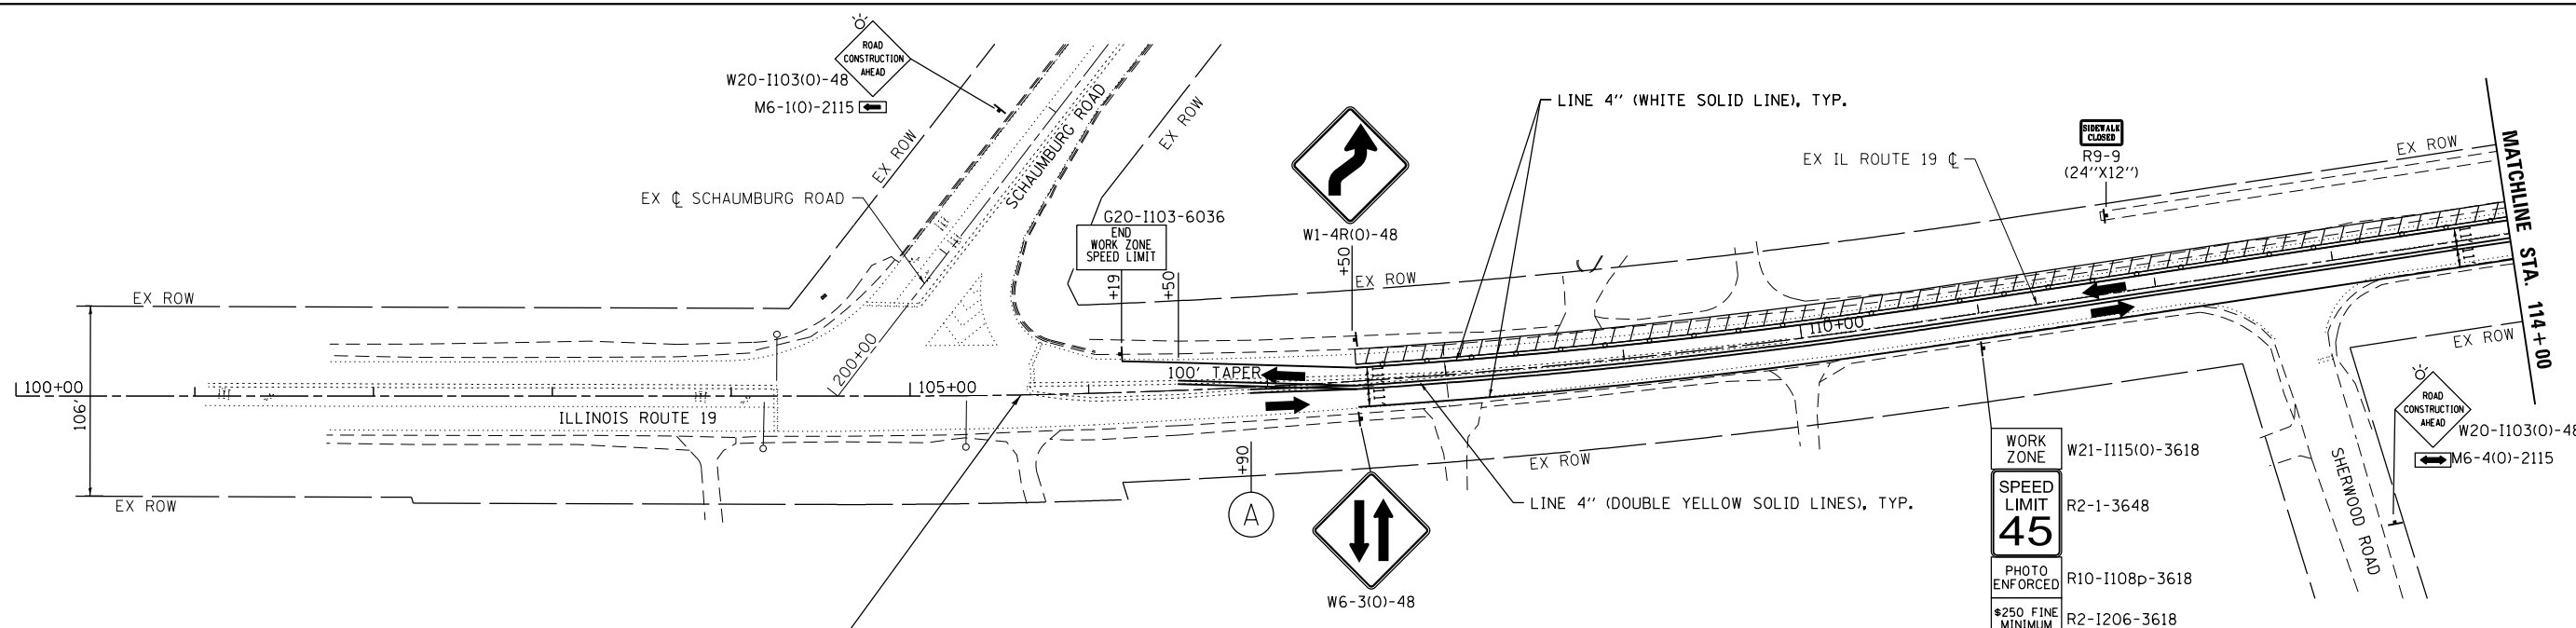 ROAD
CONSTRUCTION
AHEAD
W20-I103(O)-48
M6-1(O)-2115
EX ROW
SCHAUMBURG ROAD
EX ROW
EX ℄ SCHAUMBURG ROAD
G20-I103-6036
END
WORK ZONE
SPEED LIMIT
+19
+50
W1-4R(O)-48
+50
EX ROW
LINE 4'' (WHITE SOLID LINE), TYP.
EX IL ROUTE 19 ℄
SIDEWALK
CLOSED
R9-9
(24''X12'')
EX ROW
MATCHLINE STA. 114+00
EX ROW
100+00
106'
EX ROW
200+00
105+00
ILLINOIS ROUTE 19
100' TAPER
11'
11'
110+00
11'
+90
A
W6-3(O)-48
EX ROW
LINE 4'' (DOUBLE YELLOW SOLID LINES), TYP.
WORK
ZONE
W21-I115(O)-3618
SPEED
LIMIT
45
R2-1-3648
PHOTO
ENFORCED
R10-I108p-3618
$250 FINE
MINIMUM
R2-I206-3618
SHERWOOD ROAD
EX ROW
ROAD
CONSTRUCTION
AHEAD
W20-I103(O)-48
M6-4(O)-2115